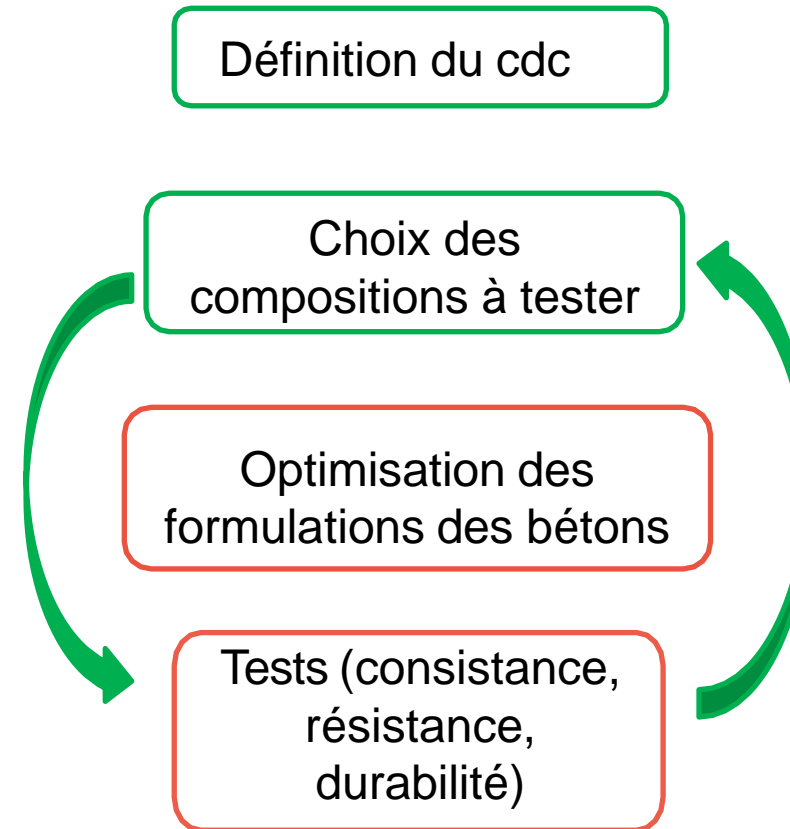 Définition du cdc
Choix des
compositions à tester
Optimisation des
formulations des bétons
Tests (consistance,
résistance,
durabilité)